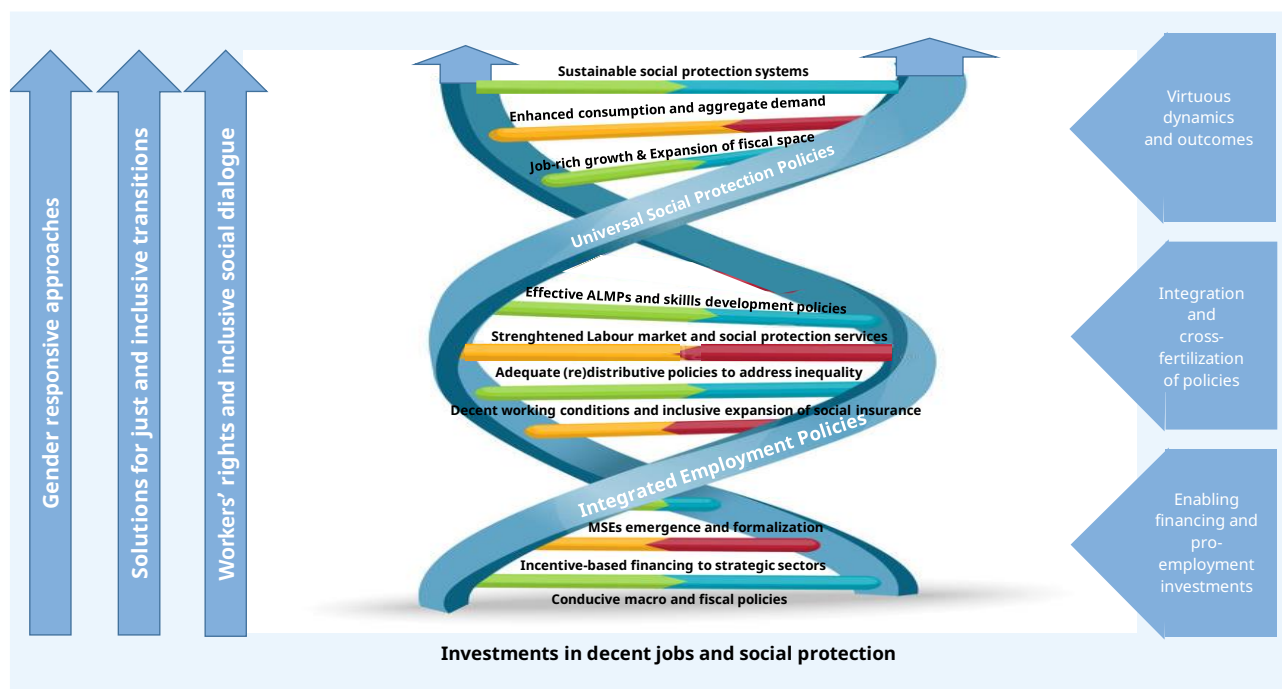 Gender responsive approaches
Solutions for just and inclusive transitions
Workers’ rights and inclusive social dialogue
Sustainable social protection systems
Enhanced consumption and aggregate demand
Job-rich growth & Expansion of fiscal space
Universal Social Protection Policies
Effective ALMPs and skillls development policies
Strenghtened Labour market and social protection services
Adequate (re)distributive policies to address inequality
Decent working conditions and inclusive expansion of social insurance
Integrated Employment Policies
MSEs emergence and formalization
Incentive-based financing to strategic sectors
Conducive macro and fiscal policies
Investments in decent jobs and social protection
Virtuous
dynamics
and outcomes
Integration
and
cross-
fertilization
of policies
Enabling
financing and
pro-
employment
investments